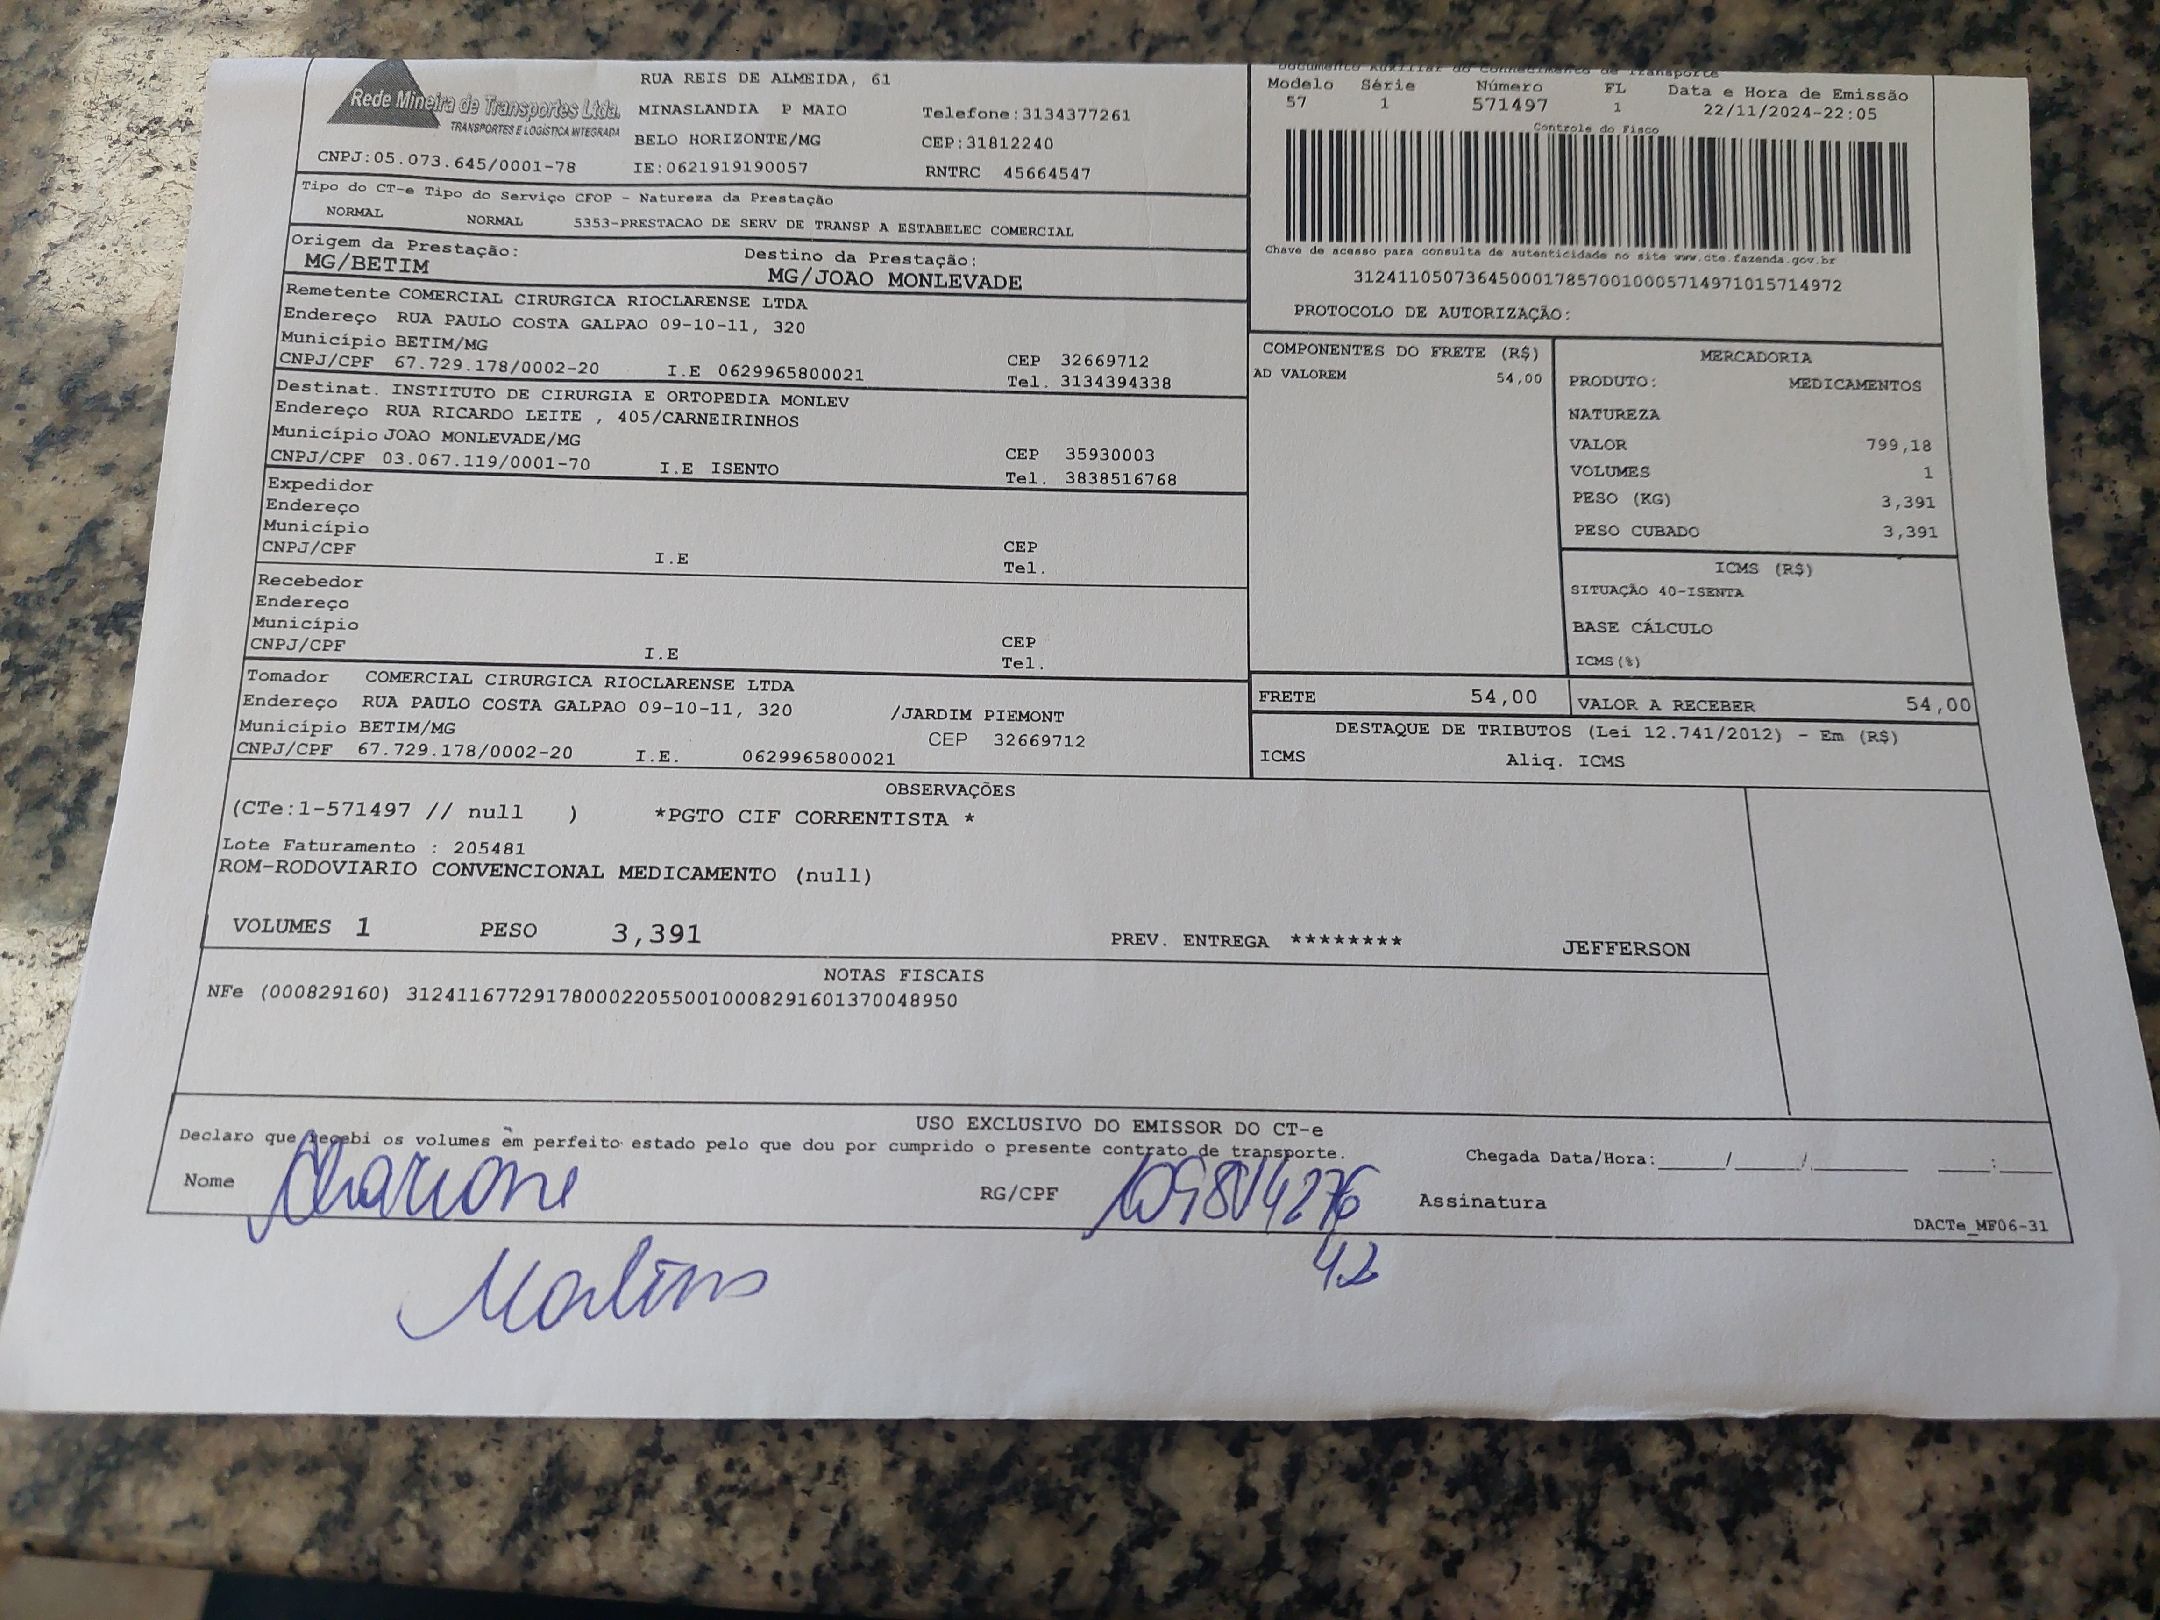 Rede Mineira de Transportes Ltda.
TRANSPORTES E LOGÍSTICA INTEGRADA
CNPJ:05.073.645/0001-78
RUA REIS DE ALMEIDA, 61
MINASLANDIA P MAIO
BELO HORIZONTE/MG
IE:0621919190057
Telefone:3134377261
CEP:31812240
RNTRC 45664547
Documento Auxiliar do Conhecimento de Transporte
Modelo Série Número FL Data e Hora de Emissão
57 1 571497 1 22/11/2024-22:05
Controle do Fisco
Chave de acesso para consulta de autenticidade no site www.cte.fazenda.gov.br
31241105073645000178570010005714971015714972
PROTOCOLO DE AUTORIZAÇÃO:
Tipo do CT-e Tipo do Serviço CFOP - Natureza da Prestação
NORMAL NORMAL 5353-PRESTACAO DE SERV DE TRANSP A ESTABELEC COMERCIAL
Origem da Prestação: Destino da Prestação:
MG/BETIM MG/JOAO MONLEVADE
Remetente COMERCIAL CIRURGICA RIOCLARENSE LTDA
Endereço RUA PAULO COSTA GALPAO 09-10-11, 320
Município BETIM/MG CEP 32669712
CNPJ/CPF 67.729.178/0002-20 I.E 0629965800021 Tel. 3134394338
Destinat. INSTITUTO DE CIRURGIA E ORTOPEDIA MONLEV
Endereço RUA RICARDO LEITE , 405/CARNEIRINHOS
Município JOAO MONLEVADE/MG CEP 35930003
CNPJ/CPF 03.067.119/0001-70 I.E ISENTO Tel. 3838516768
Expedidor
Endereço
Município CEP
CNPJ/CPF I.E Tel.
Recebedor
Endereço
Município CEP
CNPJ/CPF I.E Tel.
Tomador COMERCIAL CIRURGICA RIOCLARENSE LTDA
Endereço RUA PAULO COSTA GALPAO 09-10-11, 320 /JARDIM PIEMONT
Município BETIM/MG CEP 32669712
CNPJ/CPF 67.729.178/0002-20 I.E. 0629965800021
COMPONENTES DO FRETE (R$)
AD VALOREM 54,00
MERCADORIA
PRODUTO: MEDICAMENTOS
NATUREZA
VALOR 799,18
VOLUMES 1
PESO (KG) 3,391
PESO CUBADO 3,391
ICMS (R$)
SITUAÇÃO 40-ISENTA
BASE CÁLCULO
ICMS(%)
FRETE 54,00 VALOR A RECEBER 54,00
DESTAQUE DE TRIBUTOS (Lei 12.741/2012) - Em (R$)
ICMS Aliq. ICMS
OBSERVAÇÕES
(CTe:1-571497 // null ) *PGTO CIF CORRENTISTA *
Lote Faturamento : 205481
ROM-RODOVIARIO CONVENCIONAL MEDICAMENTO (null)
VOLUMES 1 PESO 3,391 PREV. ENTREGA ******** JEFFERSON
NOTAS FISCAIS
NFe (000829160) 31241167729178000220550010008291601370048950
USO EXCLUSIVO DO EMISSOR DO CT-e
Declaro que recebi os volumes em perfeito estado pelo que dou por cumprido o presente contrato de transporte. Chegada Data/Hora:_____/_____/_______ ____:____
Nome RG/CPF Assinatura
Martins
42
DACTe_MF06-31